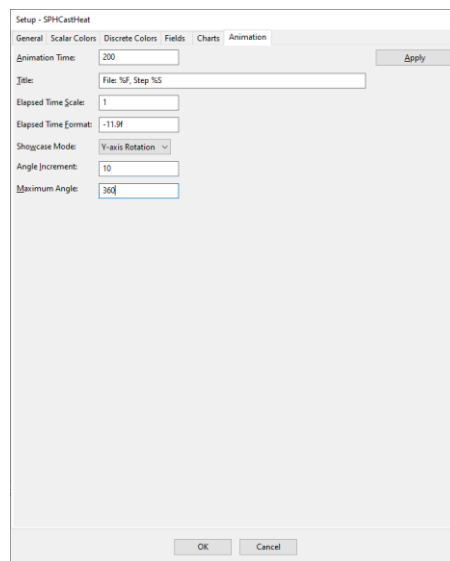 Setup - SPHCastHeat
General Scalar Colors Discrete Colors Fields Charts Animation
Animation Time: 200 Apply
Title: File: %F, Step %S
Elapsed Time Scale: 1
Elapsed Time Format: -11.9f
Showcase Mode: Y-axis Rotation
Angle Increment: 10
Maximum Angle: 360
OK Cancel